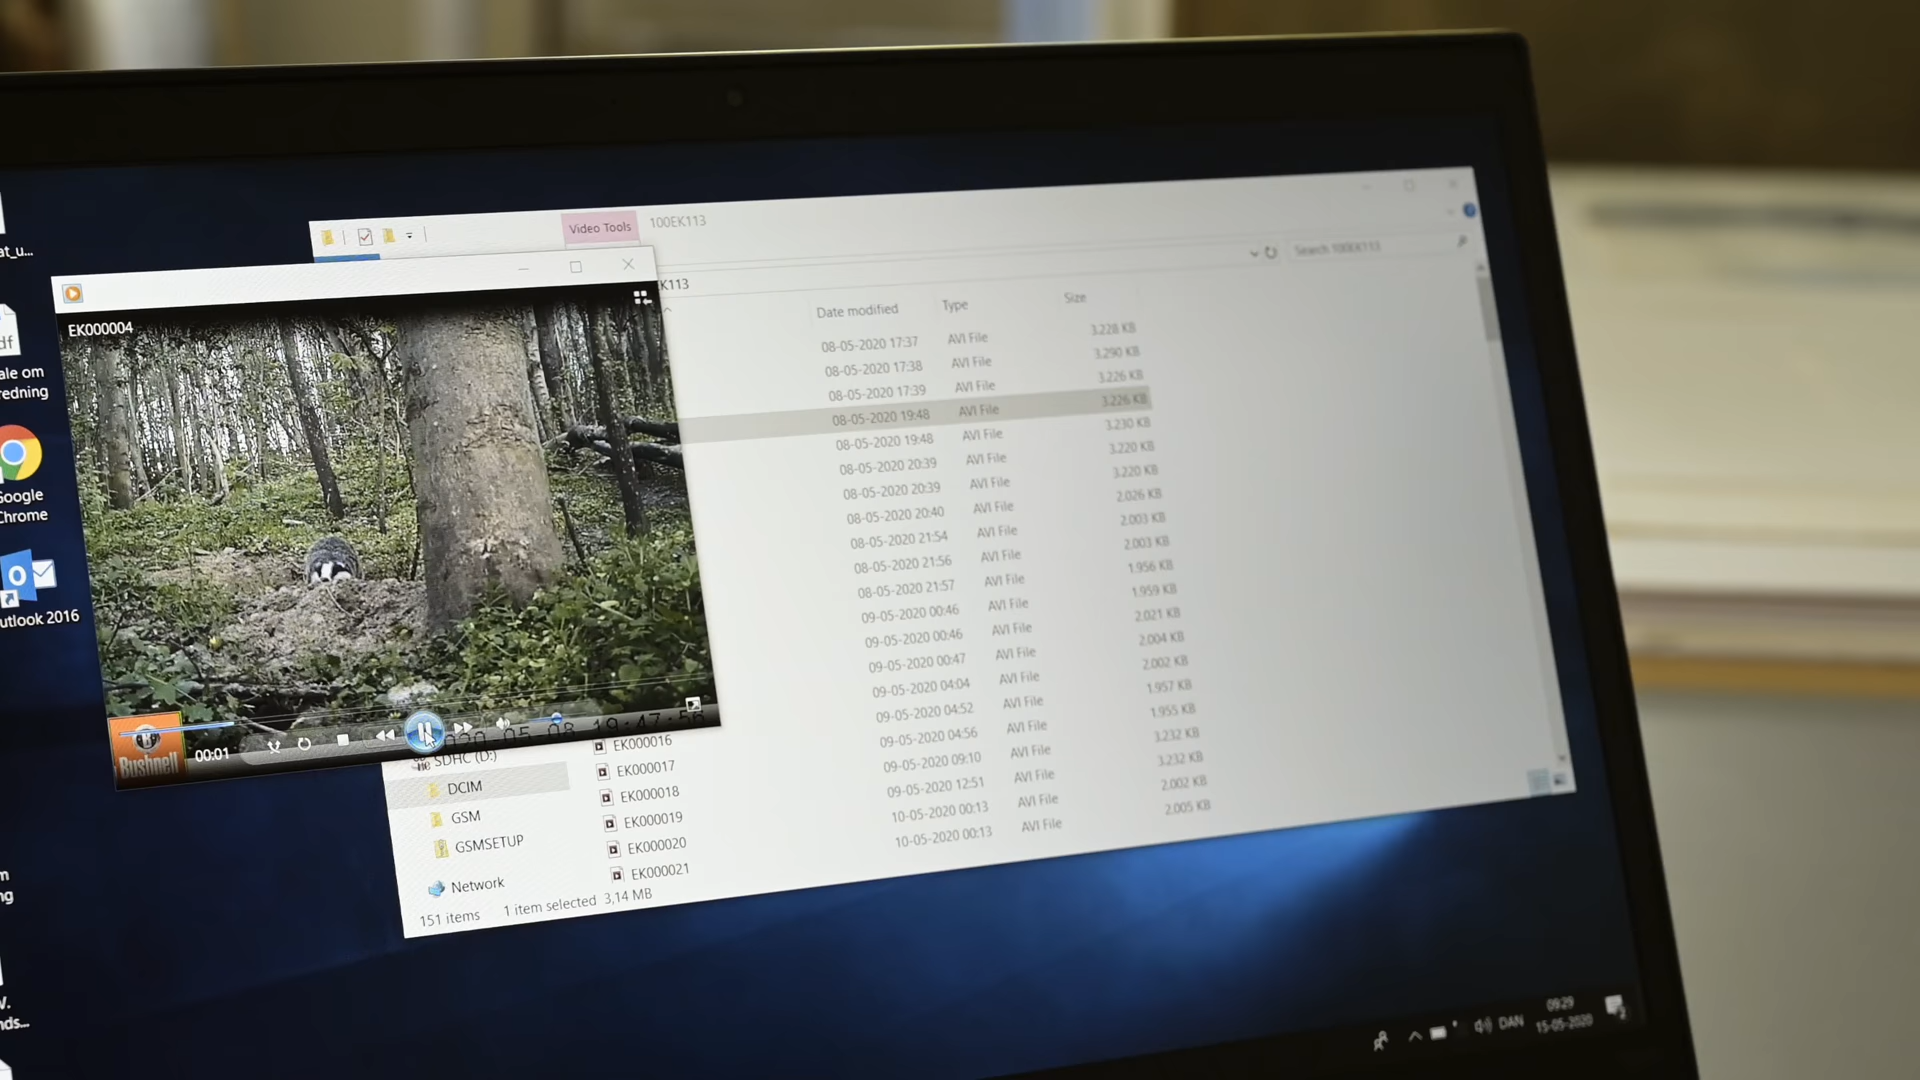 at_u...
df
ale om
redning
Google
Chrome
utlook 2016
Video Tools
100EK113
K113
Search 100EK113
Date modified Type Size
08-05-2020 17:37 AVI File 3.228 KB
08-05-2020 17:38 AVI File 3.290 KB
08-05-2020 17:39 AVI File 3.226 KB
08-05-2020 19:48 AVI File 3.226 KB
08-05-2020 19:48 AVI File 3.230 KB
08-05-2020 20:39 AVI File 3.220 KB
08-05-2020 20:39 AVI File 3.220 KB
08-05-2020 20:40 AVI File 2.026 KB
08-05-2020 21:54 AVI File 2.003 KB
08-05-2020 21:56 AVI File 2.003 KB
08-05-2020 21:57 AVI File 1.956 KB
09-05-2020 00:46 AVI File 1.959 KB
09-05-2020 00:46 AVI File 2.021 KB
09-05-2020 00:47 AVI File 2.004 KB
09-05-2020 04:04 AVI File 2.002 KB
09-05-2020 04:52 AVI File 1.957 KB
09-05-2020 04:56 AVI File 1.955 KB
09-05-2020 09:10 AVI File 3.232 KB
09-05-2020 12:51 AVI File 3.232 KB
10-05-2020 00:13 AVI File 2.002 KB
10-05-2020 00:13 AVI File 2.005 KB
EK000004
Bushnell
00:01
05-08 19:47:56
SDHC (D:)
DCIM
GSM
GSMSETUP
Network
EK000016
EK000017
EK000018
EK000019
EK000020
EK000021
151 items 1 item selected 3,14 MB
DAN
09:29
15-05-2020